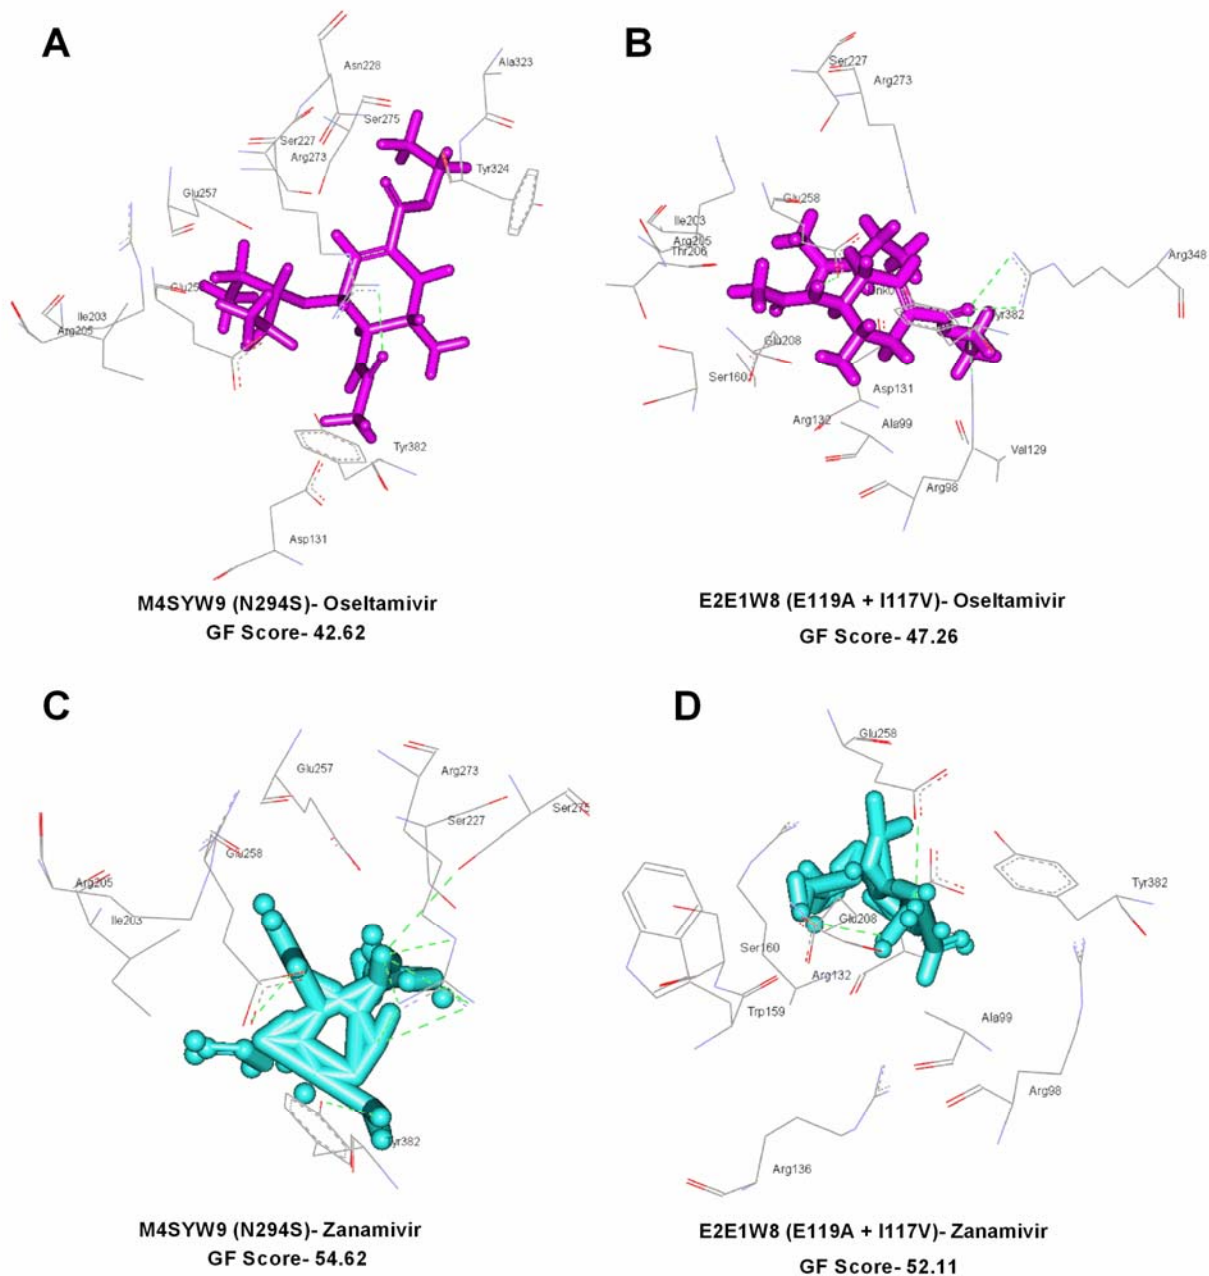 A
Asn228
Ala323
Ser275
Ser227
Arg273
Tyr324
Glu257
Ile203
Arg205
Tyr382
Asp131
M4SYW9 (N294S)- Oseltamivir
GF Score- 42.62
B
Ser227
Arg273
Glu258
Ile203
Arg205
Thr206
Arg348
Tyr382
Glu208
Ser160
Asp131
Arg132
Ala99
Val129
Arg98
E2E1W8 (E119A + I117V)- Oseltamivir
GF Score- 47.26
C
Glu257
Arg273
Ser275
Ser227
Glu258
Arg205
Ile203
Tyr382
M4SYW9 (N294S)- Zanamivir
GF Score- 54.62
D
Glu258
Tyr382
Glu208
Ser160
Arg132
Trp159
Ala99
Arg98
Arg136
E2E1W8 (E119A + I117V)- Zanamivir
GF Score- 52.11